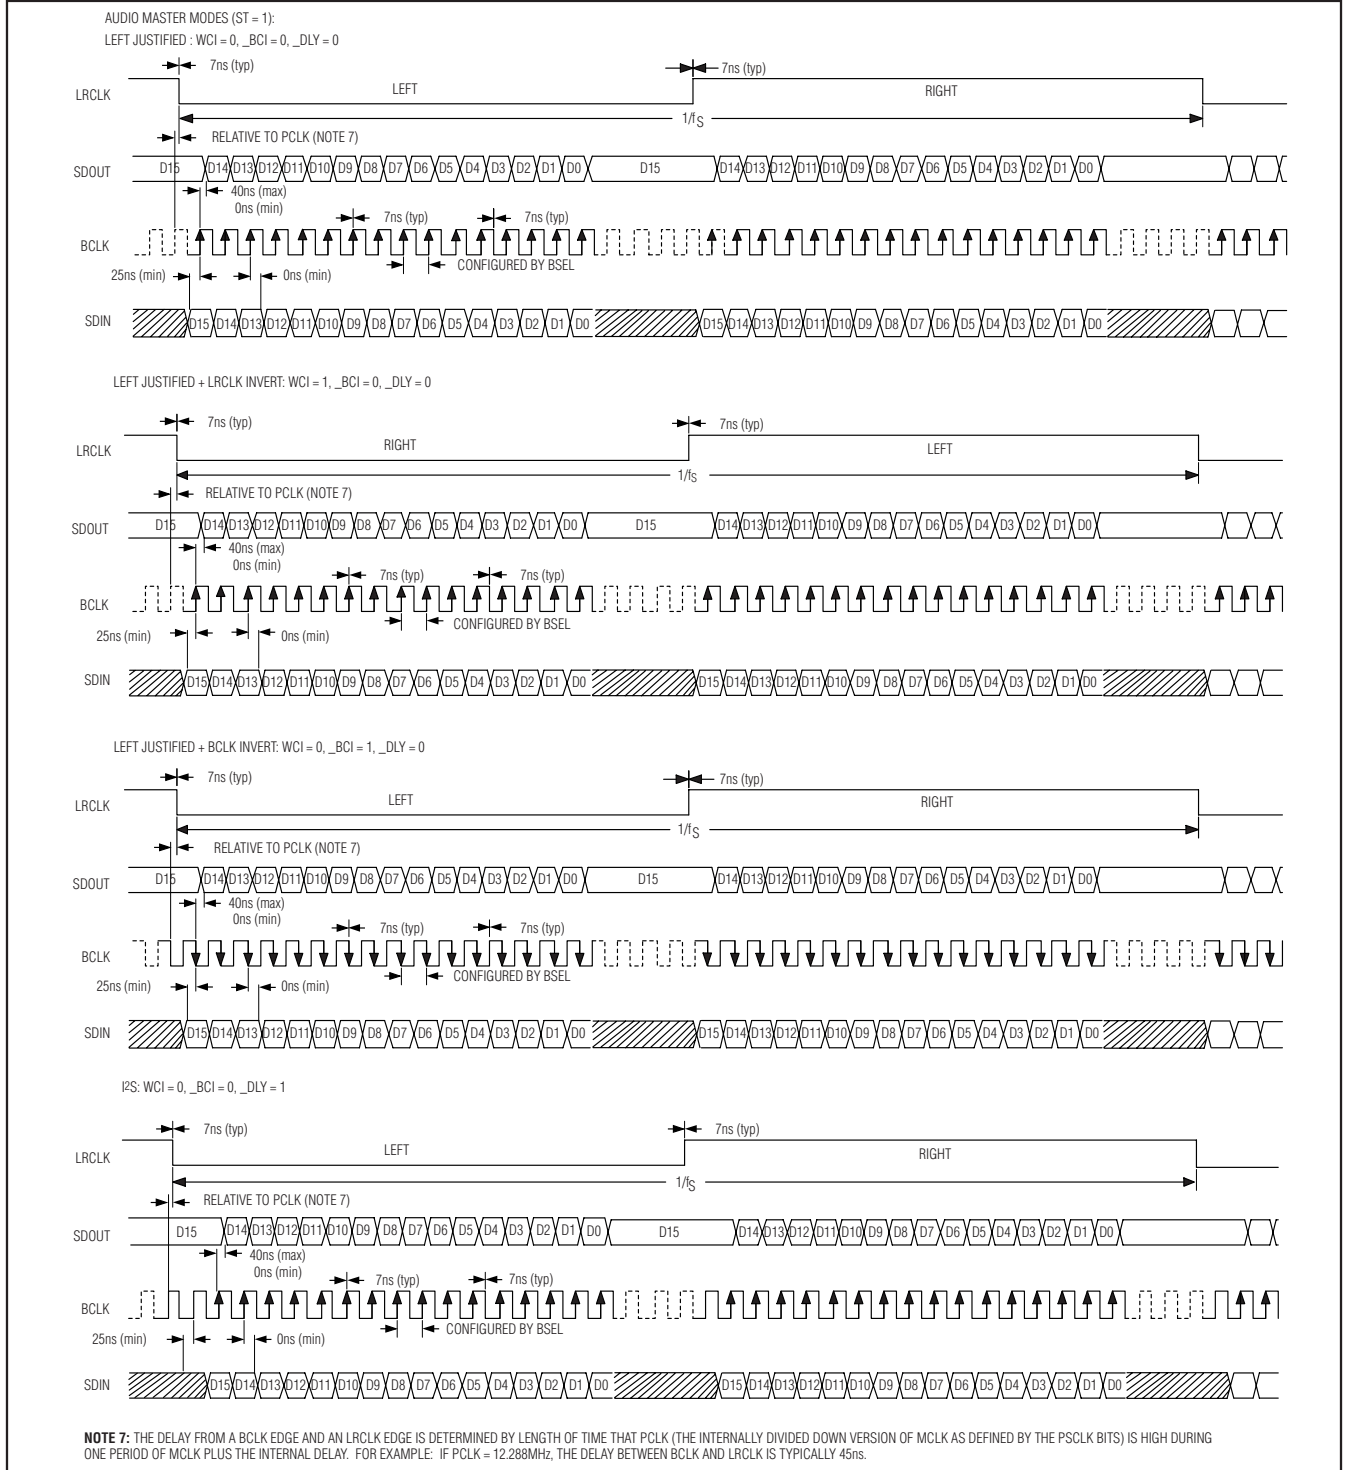 AUDIO MASTER MODES (ST = 1):
LEFT JUSTIFIED : WCI = 0, _BCI = 0, _DLY = 0
7ns (typ)
7ns (typ)
LRCLK
LEFT
RIGHT
1/fS
RELATIVE TO PCLK (NOTE 7)
SDOUT
D15 D14 D13 D12 D11 D10 D9 D8 D7 D6 D5 D4 D3 D2 D1 D0 D15 D14 D13 D12 D11 D10 D9 D8 D7 D6 D5 D4 D3 D2 D1 D0
40ns (max)
0ns (min)
7ns (typ)
7ns (typ)
BCLK
CONFIGURED BY BSEL
25ns (min)
0ns (min)
SDIN
D15 D14 D13 D12 D11 D10 D9 D8 D7 D6 D5 D4 D3 D2 D1 D0 D15 D14 D13 D12 D11 D10 D9 D8 D7 D6 D5 D4 D3 D2 D1 D0
LEFT JUSTIFIED + LRCLK INVERT: WCI = 1, _BCI = 0, _DLY = 0
7ns (typ)
7ns (typ)
LRCLK
RIGHT
LEFT
1/fS
RELATIVE TO PCLK (NOTE 7)
SDOUT
D15 D14 D13 D12 D11 D10 D9 D8 D7 D6 D5 D4 D3 D2 D1 D0 D15 D14 D13 D12 D11 D10 D9 D8 D7 D6 D5 D4 D3 D2 D1 D0
40ns (max)
0ns (min)
7ns (typ)
7ns (typ)
BCLK
CONFIGURED BY BSEL
25ns (min)
0ns (min)
SDIN
D15 D14 D13 D12 D11 D10 D9 D8 D7 D6 D5 D4 D3 D2 D1 D0 D15 D14 D13 D12 D11 D10 D9 D8 D7 D6 D5 D4 D3 D2 D1 D0
LEFT JUSTIFIED + BCLK INVERT: WCI = 0, _BCI = 1, _DLY = 0
7ns (typ)
7ns (typ)
LRCLK
LEFT
RIGHT
1/fS
RELATIVE TO PCLK (NOTE 7)
SDOUT
D15 D14 D13 D12 D11 D10 D9 D8 D7 D6 D5 D4 D3 D2 D1 D0 D15 D14 D13 D12 D11 D10 D9 D8 D7 D6 D5 D4 D3 D2 D1 D0
40ns (max)
0ns (min)
7ns (typ)
7ns (typ)
BCLK
CONFIGURED BY BSEL
25ns (min)
0ns (min)
SDIN
D15 D14 D13 D12 D11 D10 D9 D8 D7 D6 D5 D4 D3 D2 D1 D0 D15 D14 D13 D12 D11 D10 D9 D8 D7 D6 D5 D4 D3 D2 D1 D0
I²S: WCI = 0, _BCI = 0, _DLY = 1
7ns (typ)
7ns (typ)
LRCLK
LEFT
RIGHT
1/fS
RELATIVE TO PCLK (NOTE 7)
SDOUT
D15 D14 D13 D12 D11 D10 D9 D8 D7 D6 D5 D4 D3 D2 D1 D0 D15 D14 D13 D12 D11 D10 D9 D8 D7 D6 D5 D4 D3 D2 D1 D0
40ns (max)
0ns (min)
7ns (typ)
7ns (typ)
BCLK
CONFIGURED BY BSEL
25ns (min)
0ns (min)
SDIN
D15 D14 D13 D12 D11 D10 D9 D8 D7 D6 D5 D4 D3 D2 D1 D0 D15 D14 D13 D12 D11 D10 D9 D8 D7 D6 D5 D4 D3 D2 D1 D0
NOTE 7: THE DELAY FROM A BCLK EDGE AND AN LRCLK EDGE IS DETERMINED BY LENGTH OF TIME THAT PCLK (THE INTERNALLY DIVIDED DOWN VERSION OF MCLK AS DEFINED BY THE PSCLK BITS) IS HIGH DURING
ONE PERIOD OF MCLK PLUS THE INTERNAL DELAY. FOR EXAMPLE: IF PCLK = 12.288MHz, THE DELAY BETWEEN BCLK AND LRCLK IS TYPICALLY 45ns.